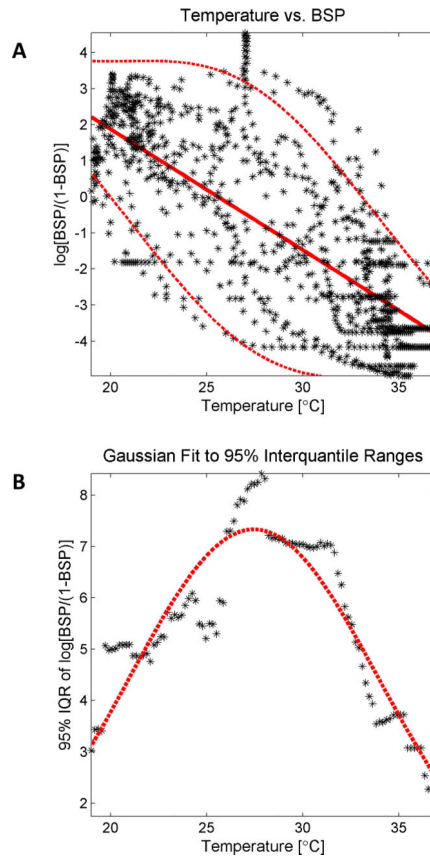 Temperature vs. BSP
A
4
3
2
1
0
-1
-2
-3
-4
log[BSP/(1-BSP)]
20 25 30 35
Temperature [°C]
Gaussian Fit to 95% Interquantile Ranges
B
8
7
6
5
4
3
2
95% IQR of log[BSP/(1-BSP)]
20 25 30 35
Temperature [°C]